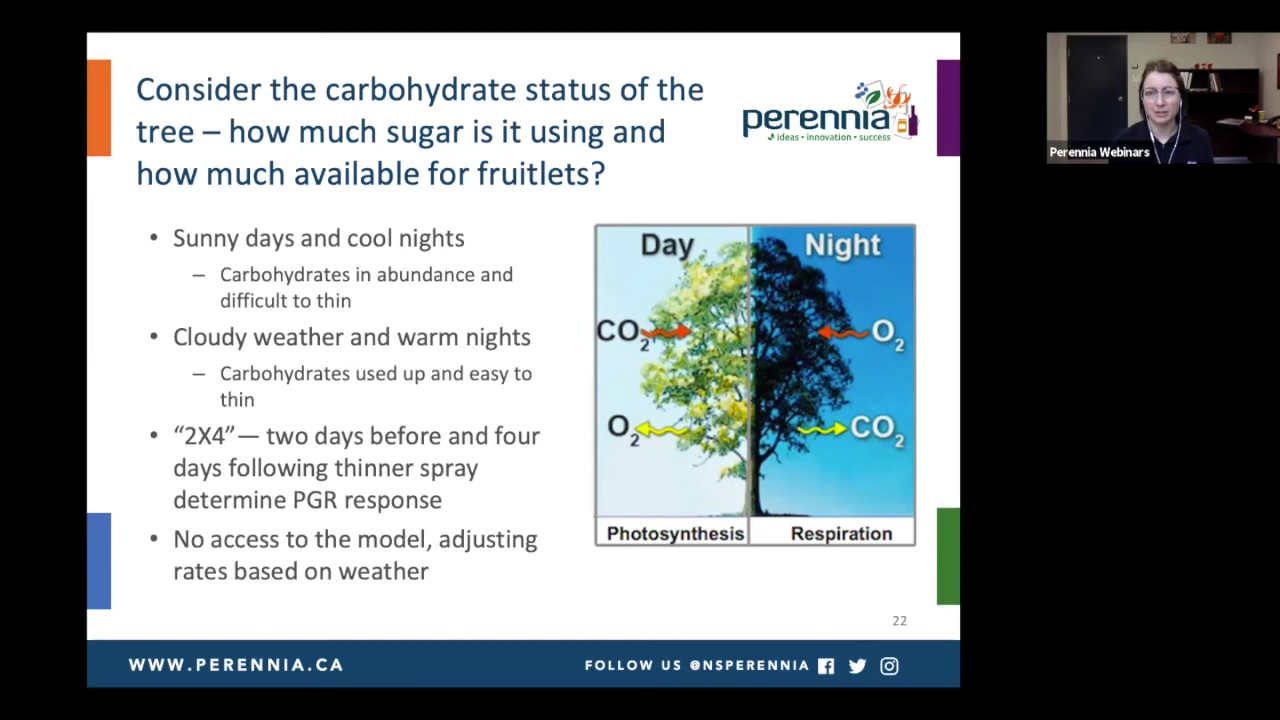 Consider the carbohydrate status of the
tree – how much sugar is it using and
how much available for fruitlets?
perennia
ideas • innovation • success
• Sunny days and cool nights
– Carbohydrates in abundance and
difficult to thin
• Cloudy weather and warm nights
– Carbohydrates used up and easy to
thin
• “2X4”— two days before and four
days following thinner spray
determine PGR response
• No access to the model, adjusting
rates based on weather
Day
Night
CO2
O2
O2
CO2
Photosynthesis
Respiration
22
WWW.PERENNIA.CA
FOLLOW US @NSPERENNIA
Perennia Webinars